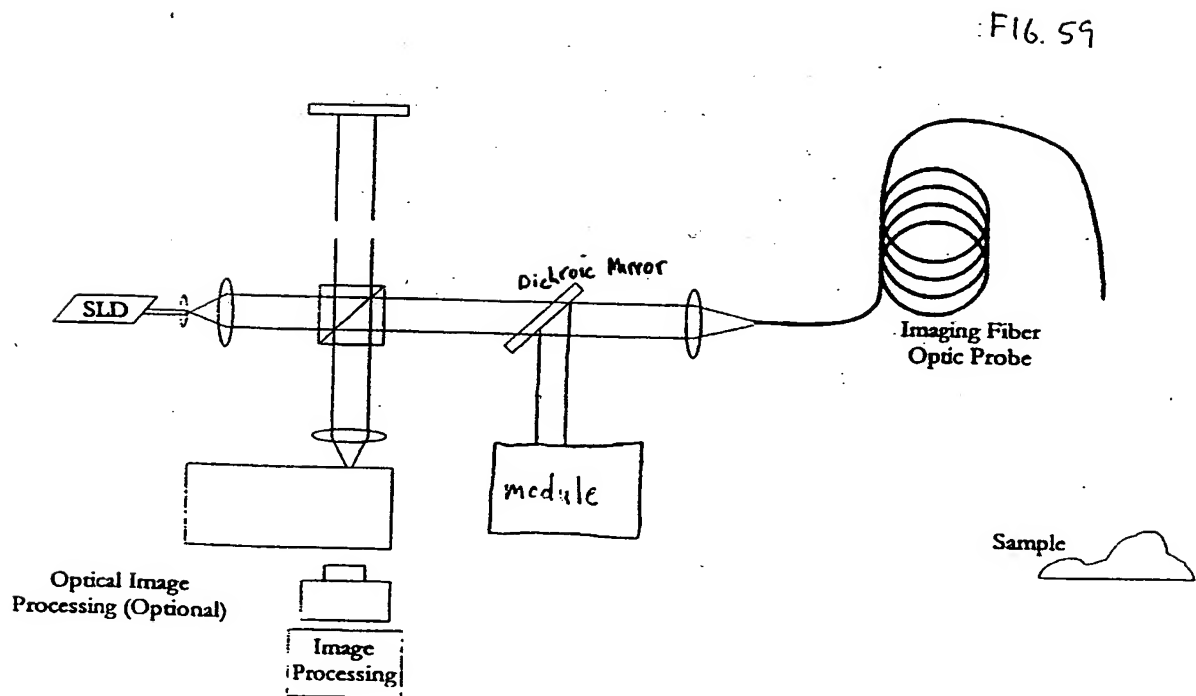 FIG. 59
Dichroic Mirror
SLD
Imaging Fiber
Optic Probe
module
Sample
Optical Image
Processing (Optional)
Image
Processing